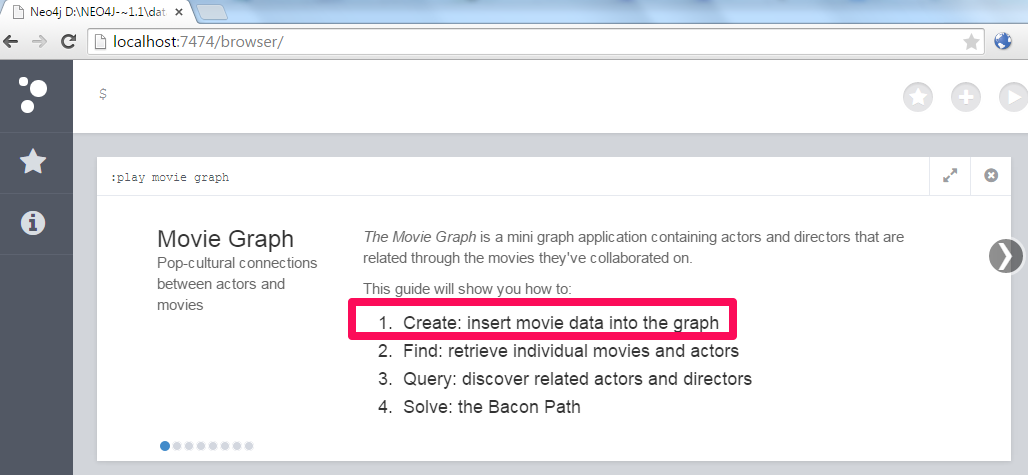 Neo4j D:\NEO4J-~1.1\dat
localhost:7474/browser/
$
:play movie graph
Movie Graph
Pop-cultural connections
between actors and
movies
The Movie Graph is a mini graph application containing actors and directors that are
related through the movies they've collaborated on.
This guide will show you how to:
1. Create: insert movie data into the graph
2. Find: retrieve individual movies and actors
3. Query: discover related actors and directors
4. Solve: the Bacon Path